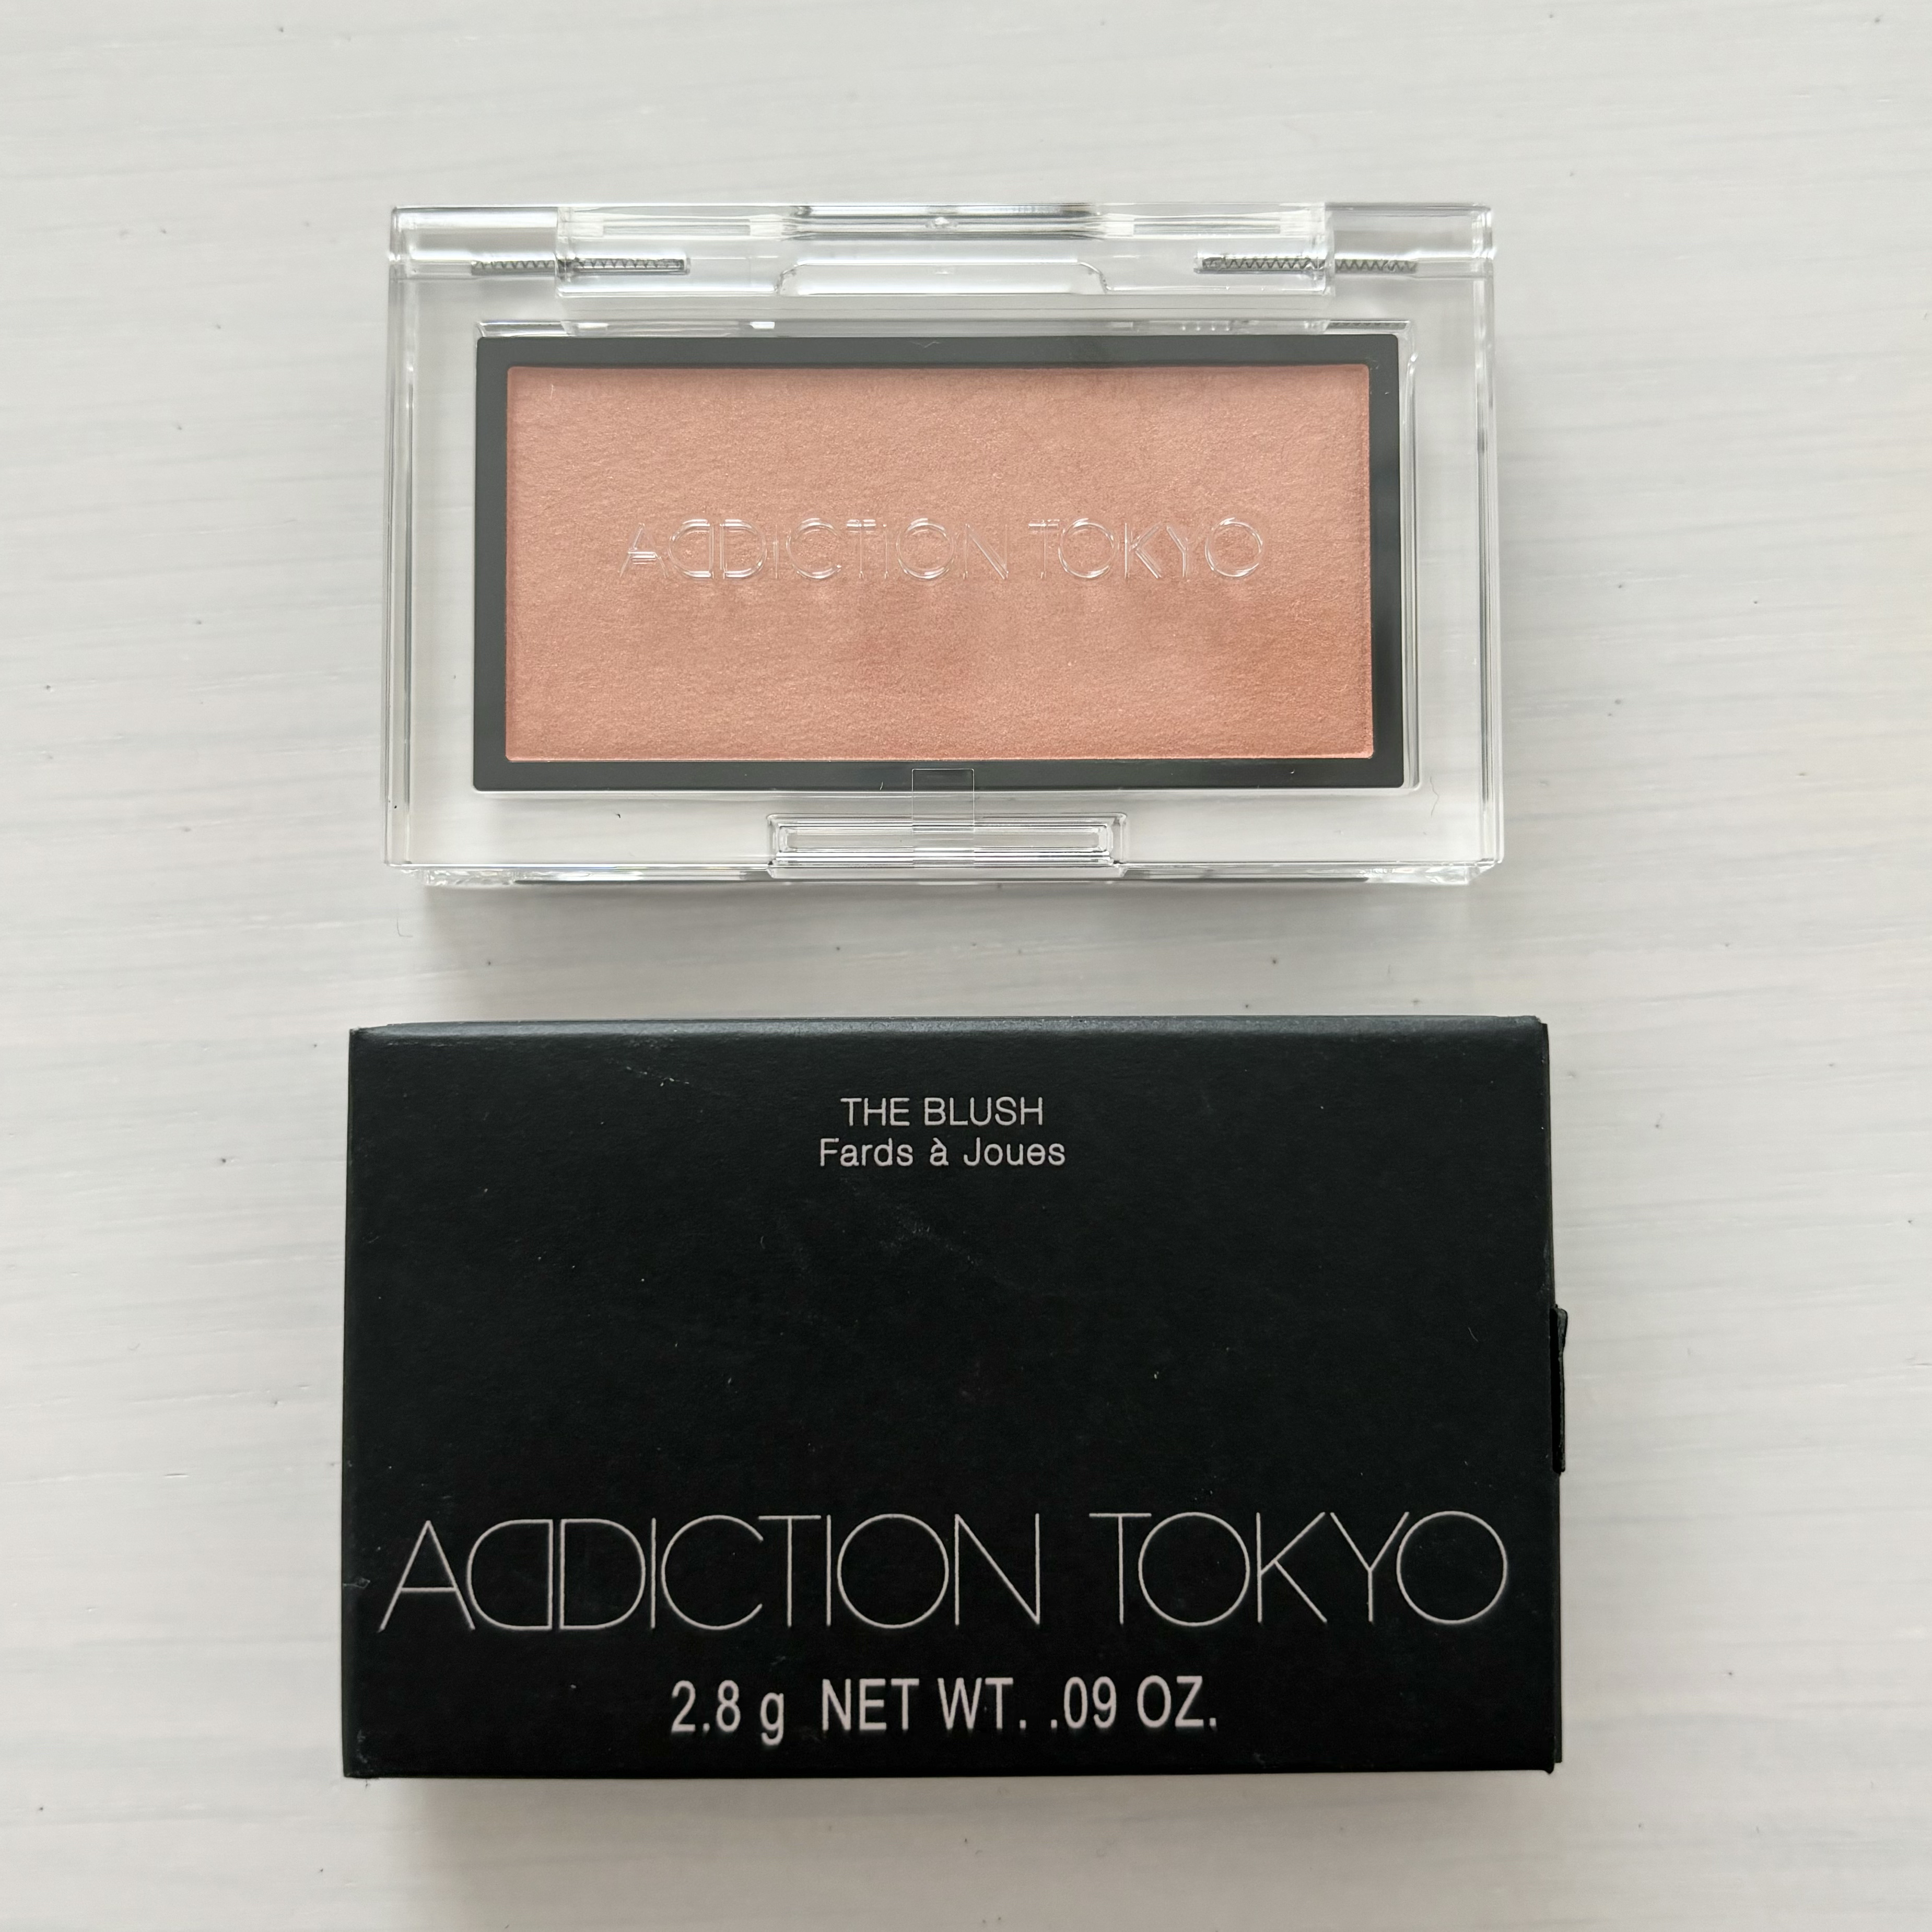 ADDICTION TOKYO
THE BLUSH
Fards à Joues
ADDICTION TOKYO
2.8 g NET WT. .09 OZ.